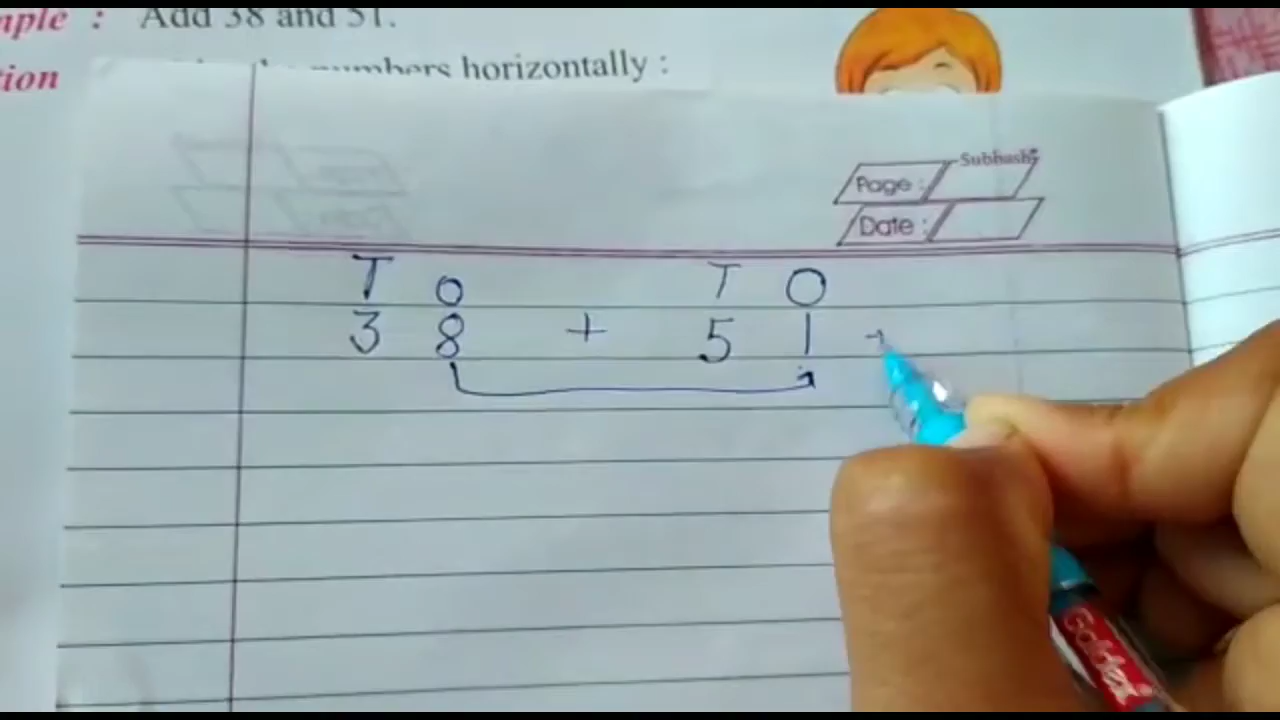 Add 38 and 51.
numbers horizontally :
Subhash
Page :
Date :
T O T O
3 8 + 5 1